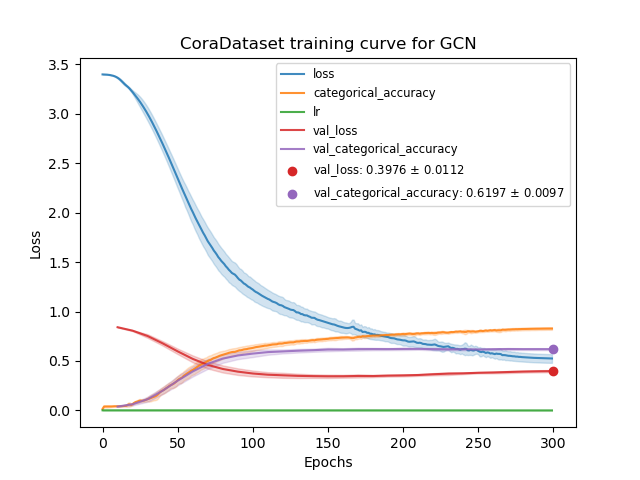 CoraDataset training curve for GCN
3.5
3.0
2.5
2.0
1.5
1.0
0.5
0.0
Loss
loss
categorical_accuracy
lr
val_loss
val_categorical_accuracy
val_loss: 0.3976 ± 0.0112
val_categorical_accuracy: 0.6197 ± 0.0097
0 50 100 150 200 250 300
Epochs